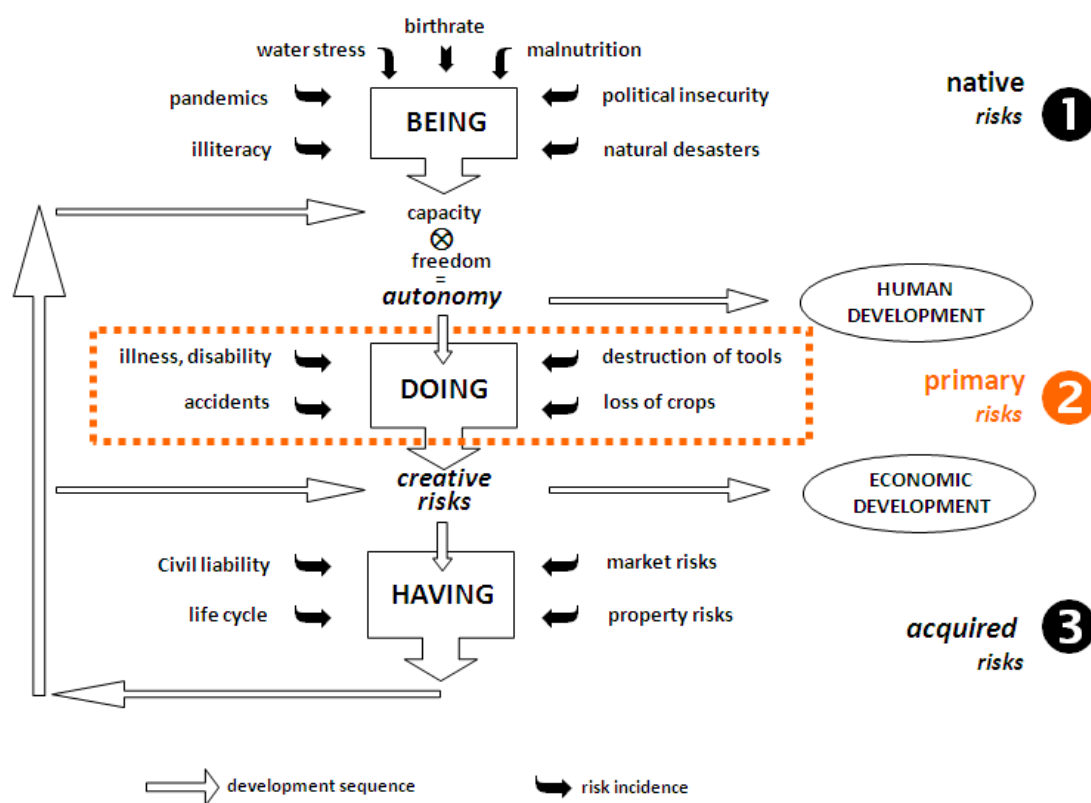 birthrate
water stress
malnutrition
pandemics
political insecurity
native
risks
1
BEING
illiteracy
natural desasters
capacity
⊗
freedom
=
autonomy
HUMAN
DEVELOPMENT
illness, disability
destruction of tools
DOING
primary
risks
2
accidents
loss of crops
creative
risks
ECONOMIC
DEVELOPMENT
Civil liability
market risks
HAVING
life cycle
property risks
acquired
risks
3
development sequence
risk incidence